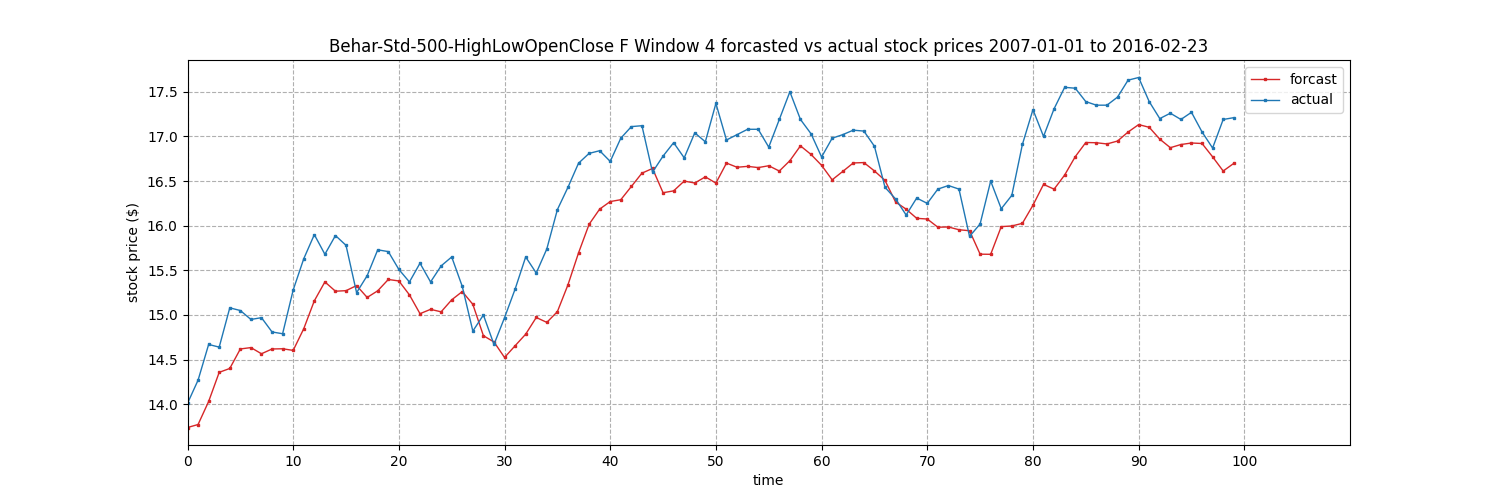 Behar-Std-500-HighLowOpenClose F Window 4 forcasted vs actual stock prices 2007-01-01 to 2016-02-23
forcast
actual
stock price ($)
17.5
17.0
16.5
16.0
15.5
15.0
14.5
14.0
0 10 20 30 40 50 60 70 80 90 100
time